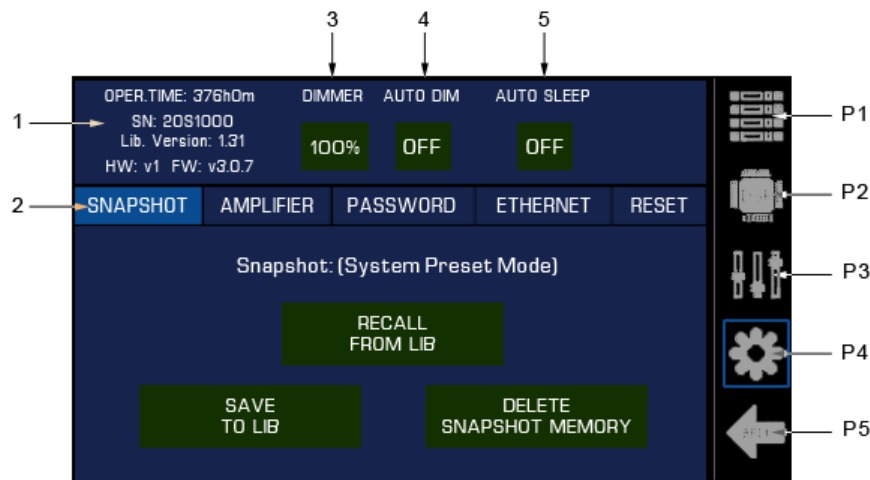 3 4 5
OPER.TIME: 376h0m DIMMER AUTO DIM AUTO SLEEP
P1
1 SN: 20S1000
Lib. Version: 1.31
100% OFF OFF
HW: v1 FW: v3.0.7
P2
2 SNAPSHOT AMPLIFIER PASSWORD ETHERNET RESET
Snapshot: (System Preset Mode)
P3
RECALL
FROM LIB
P4
SAVE DELETE
TO LIB SNAPSHOT MEMORY
P5